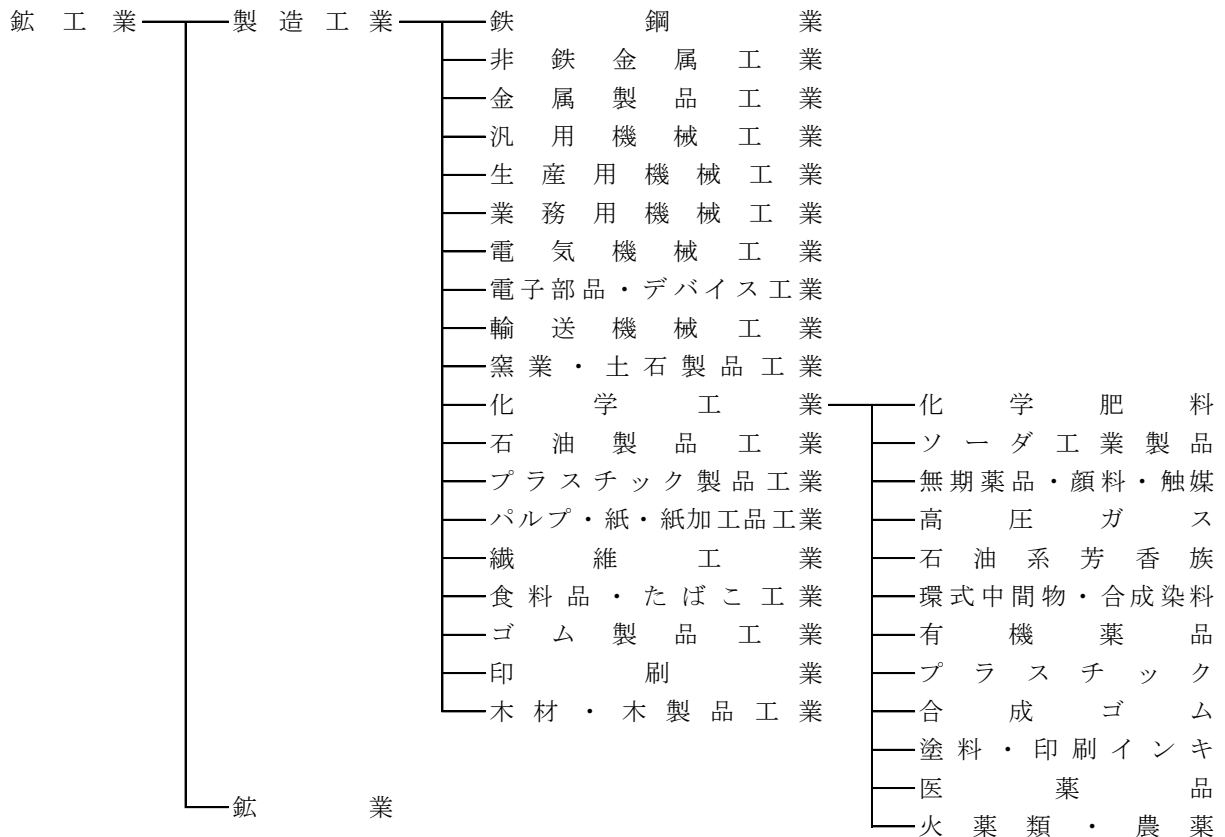 鉱工業 製造工業 鉄鋼業
非鉄金属工業
金属製品工業
汎用機械工業
生産用機械工業
業務用機械工業
電気機械工業
電子部品・デバイス工業
輸送機械工業
窯業・土石製品工業
化学工業 化学肥料
石油製品工業 ソーダ工業製品
プラスチック製品工業 無期薬品・顔料・触媒
パルプ・紙・紙加工品工業 高圧ガス
繊維工業 石油系芳香族
食料品・たばこ工業 環式中間物・合成染料
ゴム製品工業 有機薬品
印刷業 プラスチック
木材・木製品工業 合成ゴム
塗料・印刷インキ
医薬品
鉱業
火薬類・農薬